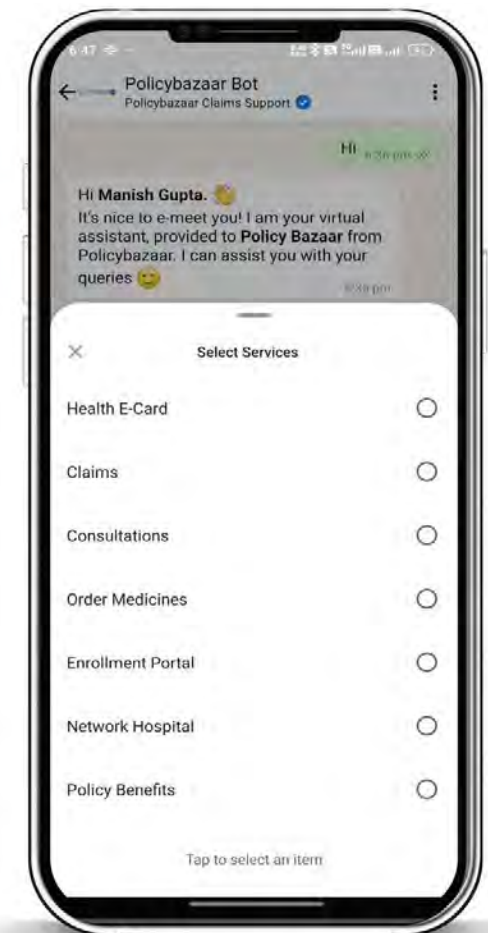 6:47
Policybazaar Bot
Policybazaar Claims Support
Hi
Hi Manish Gupta. 👋
It's nice to e-meet you! I am your virtual
assistant, provided to Policy Bazaar from
Policybazaar. I can assist you with your
queries 🙂
Select Services
Health E-Card
Claims
Consultations
Order Medicines
Enrollment Portal
Network Hospital
Policy Benefits
Tap to select an item